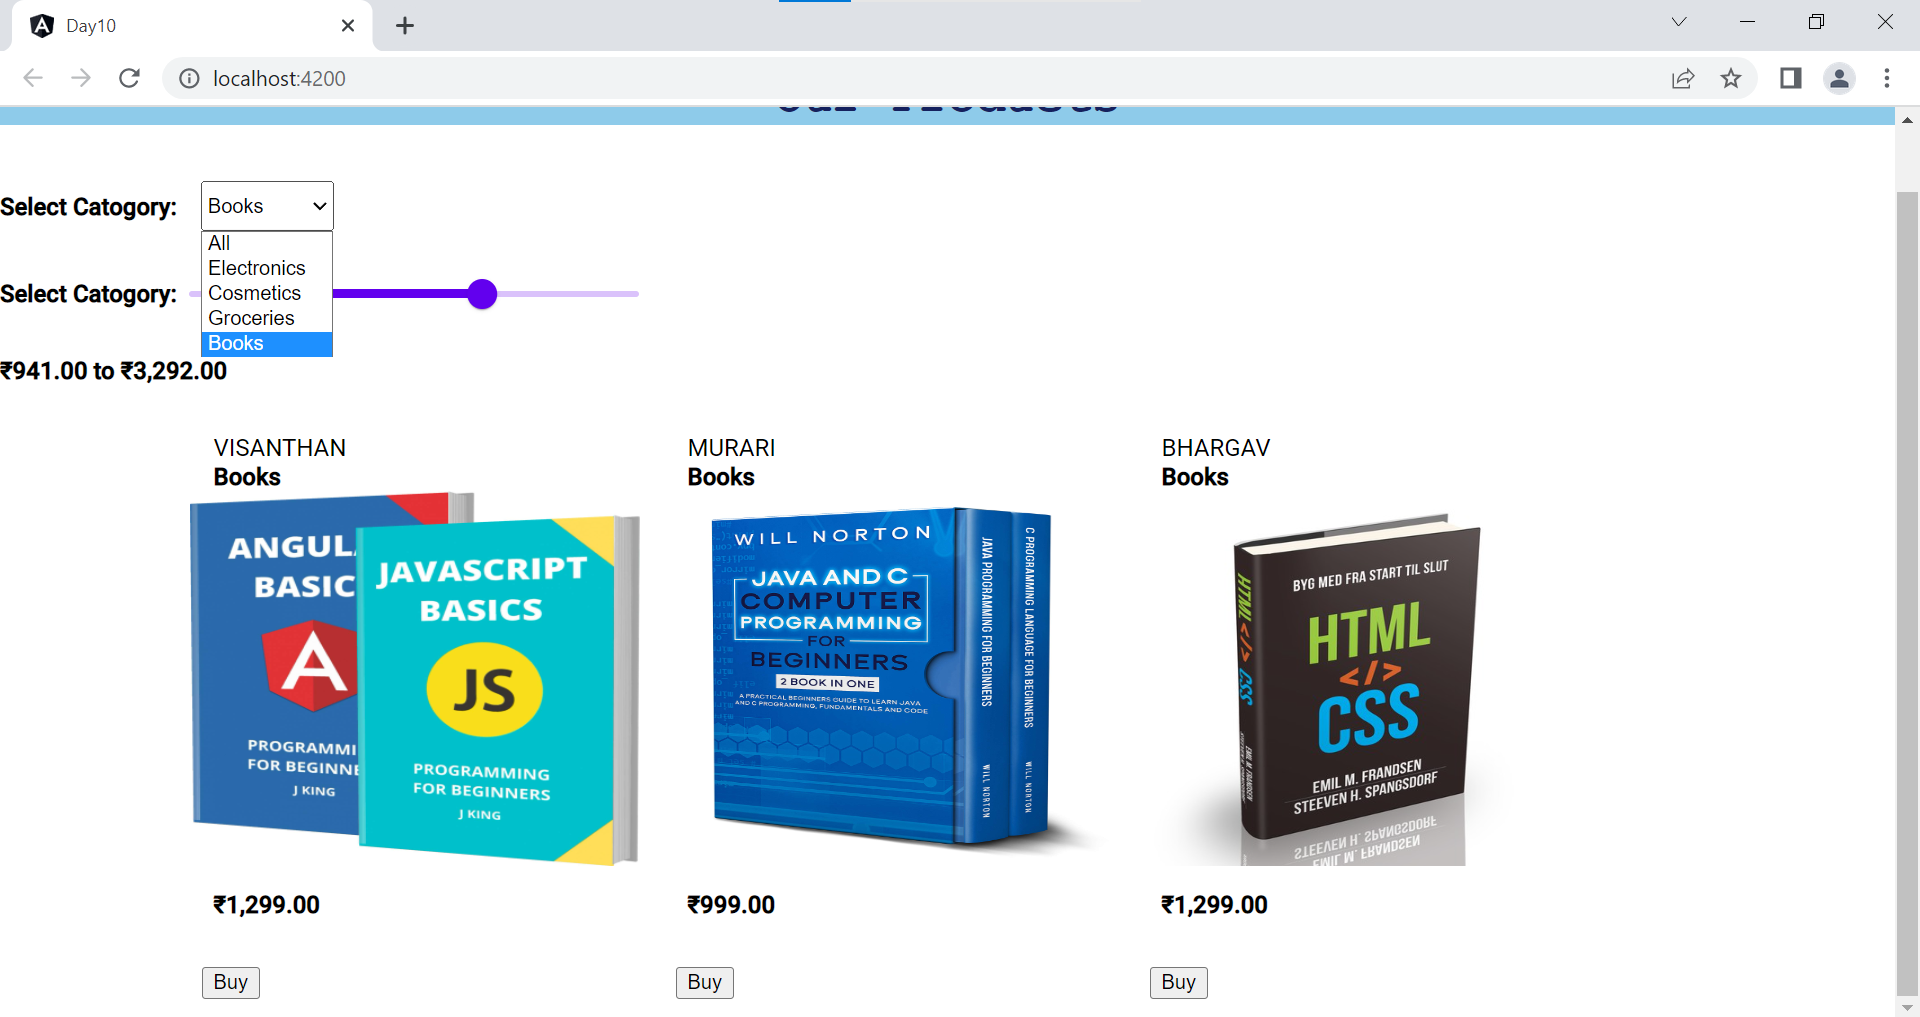 Day10
localhost:4200
Our Products
Select Catogory:
Books
All
Electronics
Cosmetics
Groceries
Books
Select Catogory:
₹941.00 to ₹3,292.00
VISANTHAN
Books
ANGUL
BASIC
PROGRAMMI
FOR BEGINNE
J KING
JAVASCRIPT
BASICS
JS
PROGRAMMING
FOR BEGINNERS
J KING
₹1,299.00
Buy
MURARI
Books
WILL NORTON
JAVA AND C
COMPUTER
PROGRAMMING
FOR
BEGINNERS
2 BOOK IN ONE
A PRACTICAL BEGINNERS GUIDE TO LEARN JAVA
AND C PROGRAMMING, FUNDAMENTALS AND CODE
JAVA PROGRAMMING FOR BEGINNERS
WILL NORTON
C PROGRAMMING LANGUAGE FOR BEGINNERS
WILL NORTON
₹999.00
Buy
BHARGAV
Books
BYG MED FRA START TIL SLUT
HTML
</>
CSS
EMIL M. FRANDSEN
STEEVEN H. SPANGSDORF
HTML </> CSS
₹1,299.00
Buy